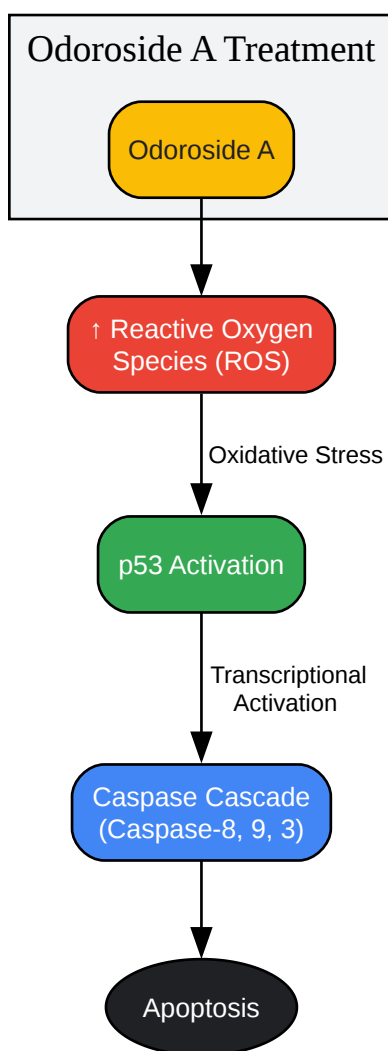 Odoroside A Treatment
Odoroside A
↑ Reactive Oxygen
Species (ROS)
Oxidative Stress
p53 Activation
Transcriptional
Activation
Caspase Cascade
(Caspase-8, 9, 3)
Apoptosis